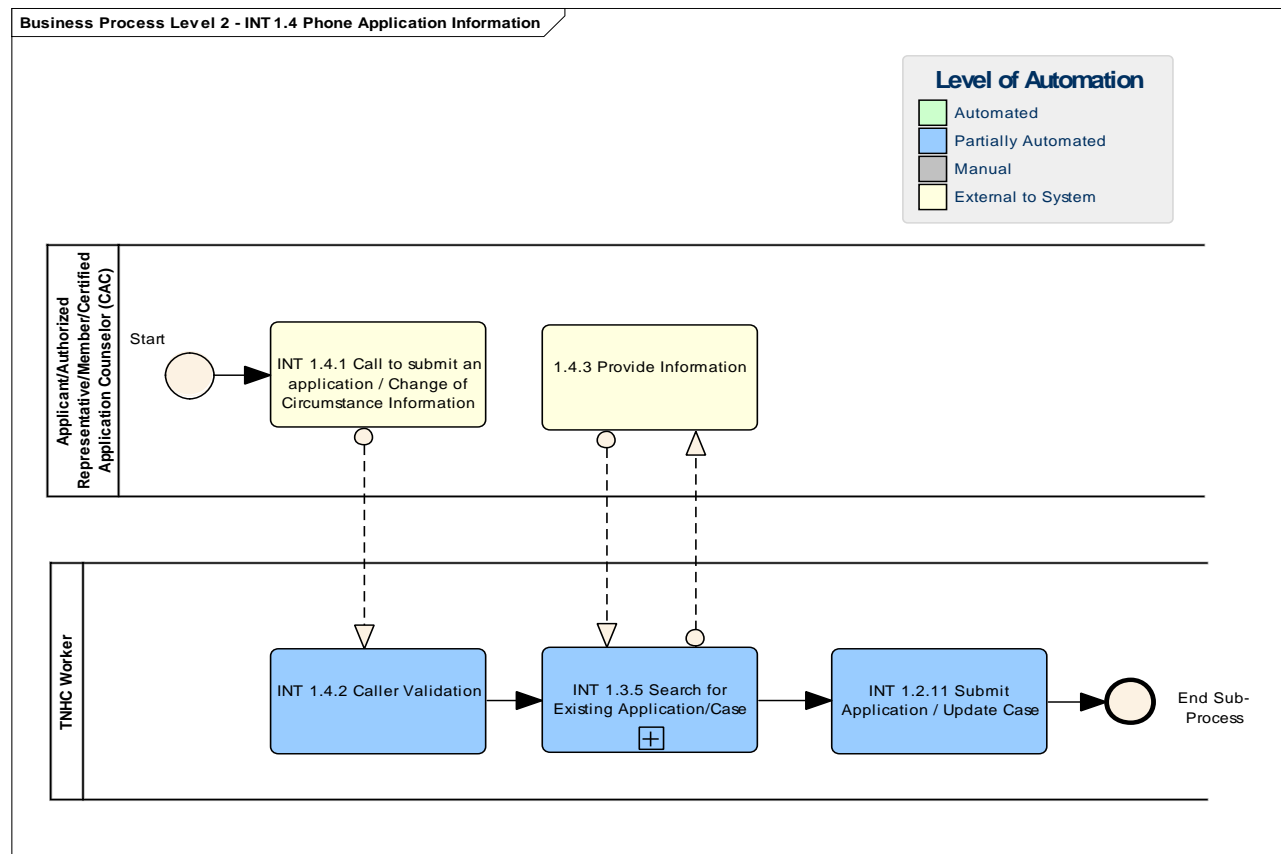 Business Process Level 2 - INT 1.4 Phone Application Information
Level of Automation
Automated
Partially Automated
Manual
External to System
Applicant/Authorized
Representative/Member/Certified
Application Counselor (CAC)
Start
INT 1.4.1 Call to submit an
application / Change of
Circumstance Information
1.4.3 Provide Information
TNHC Worker
INT 1.4.2 Caller Validation
INT 1.3.5 Search for
Existing Application/Case
INT 1.2.11 Submit
Application / Update Case
End Sub-
Process